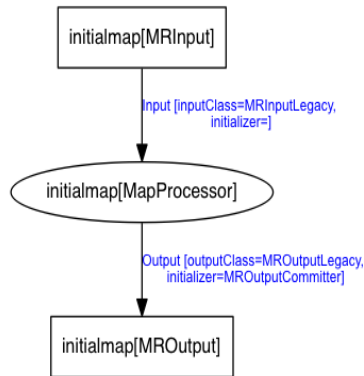 initialmap[MRInput]
Input [inputClass=MRInputLegacy,
initializer=]
initialmap[MapProcessor]
Output [outputClass=MROutputLegacy,
initializer=MROutputCommitter]
initialmap[MROutput]